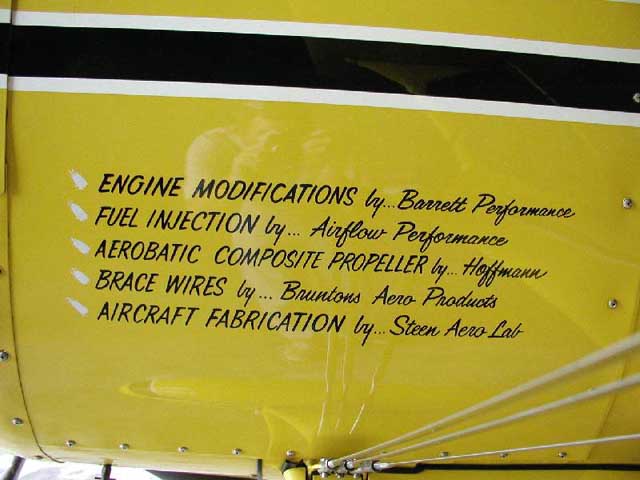 ENGINE MODIFICATIONS by... Barrett Performance
FUEL INJECTION by... Airflow Performance
AEROBATIC COMPOSITE PROPELLER by... Hoffmann
BRACE WIRES by... Bruntons Aero Products
AIRCRAFT FABRICATION by... Steen Aero Lab